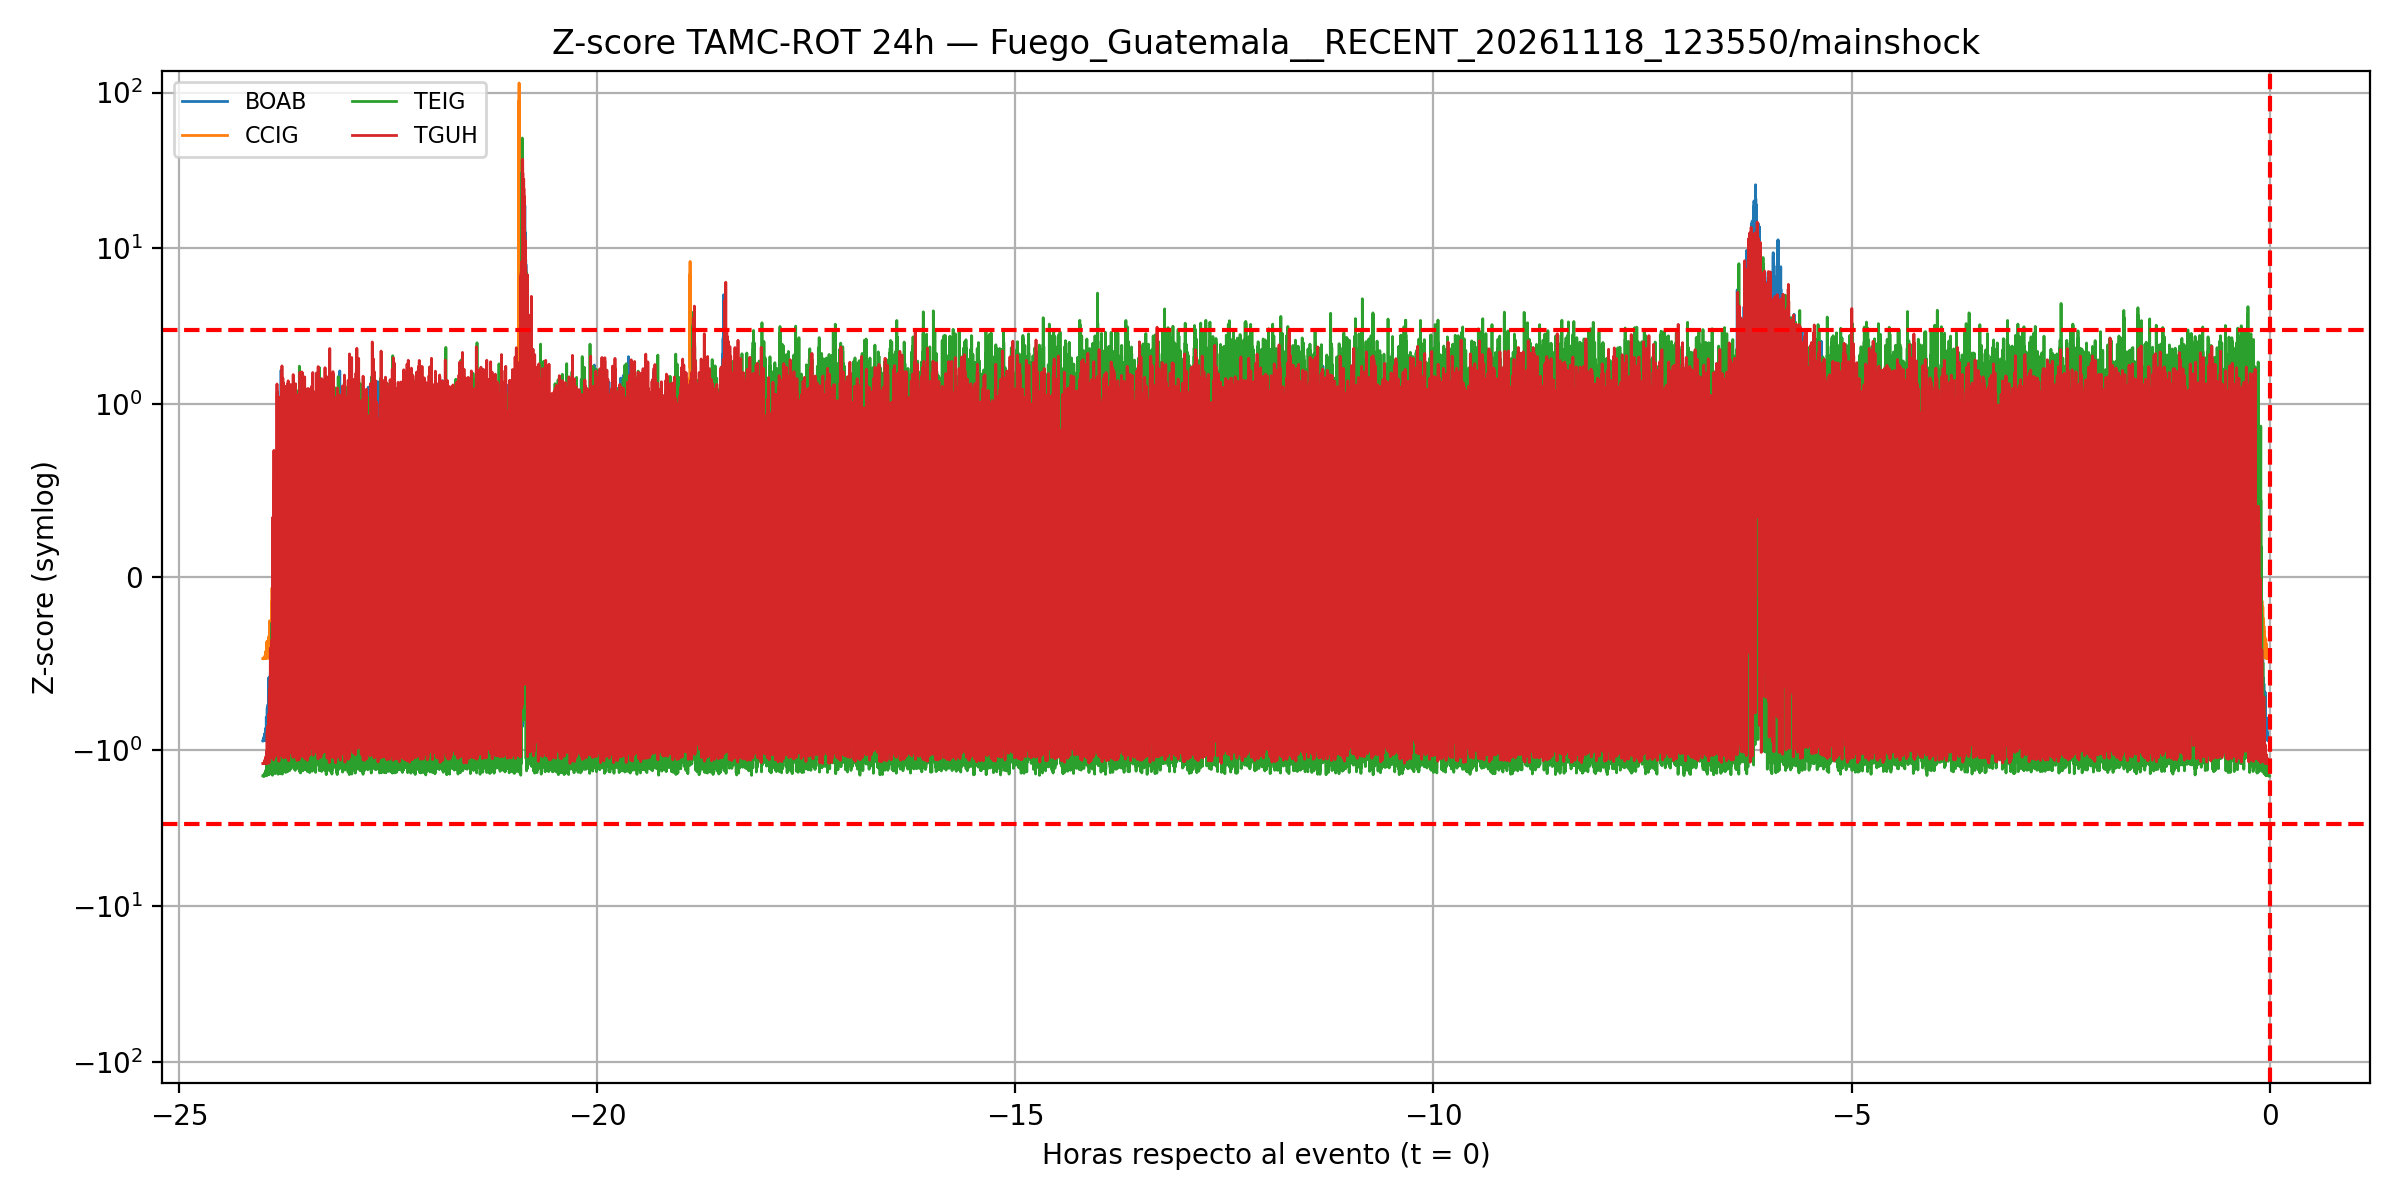 Z-score TAMC-ROT 24h — Fuego_Guatemala__RECENT_20261118_123550/mainshock
BOAB
CCIG
TEIG
TGUH
10²
10¹
10⁰
0
−10⁰
−10¹
−10²
Z-score (symlog)
−25
−20
−15
−10
−5
0
Horas respecto al evento (t = 0)